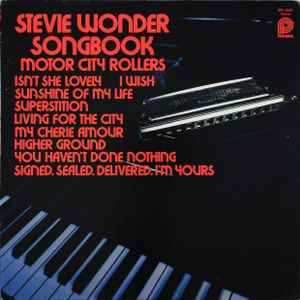 STEVIE WONDER
SONGBOOK
MOTOR CITY ROLLERS
ISN'T SHE LOVELY I WISH
SUNSHINE OF MY LIFE
SUPERSTITION
LIVING FOR THE CITY
MY CHERIE AMOUR
HIGHER GROUND
YOU HAVEN'T DONE NOTHING
SIGNED, SEALED, DELIVERED, I'M YOURS